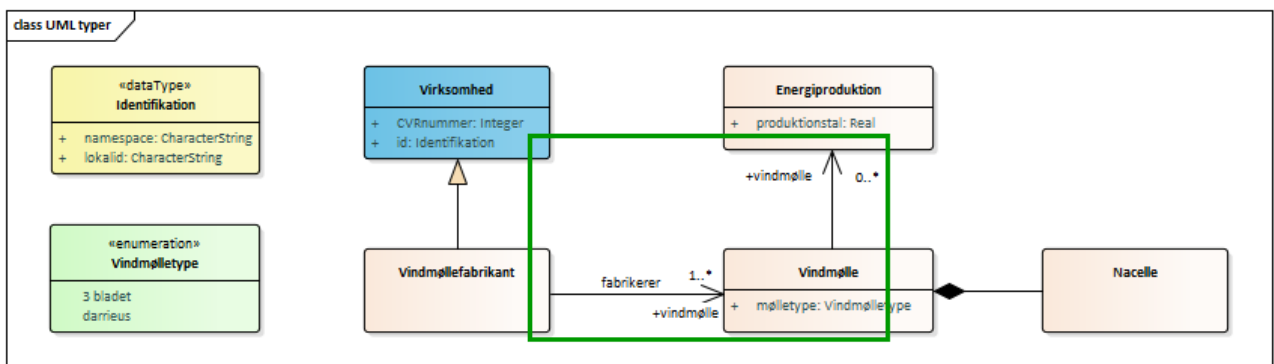 class UML typer
«dataType»
Identifikation
+ namespace: CharacterString
+ lokalid: CharacterString
Virksomhed
+ CVRnummer: Integer
+ id: Identifikation
Energiproduktion
+ produktionstal: Real
+vindmølle
0..*
«enumeration»
Vindmølletype
3 bladet
darrieus
Vindmøllefabrikant
fabrikerer
1..*
+vindmølle
Vindmølle
+ mølletype: Vindmølletype
Nacelle